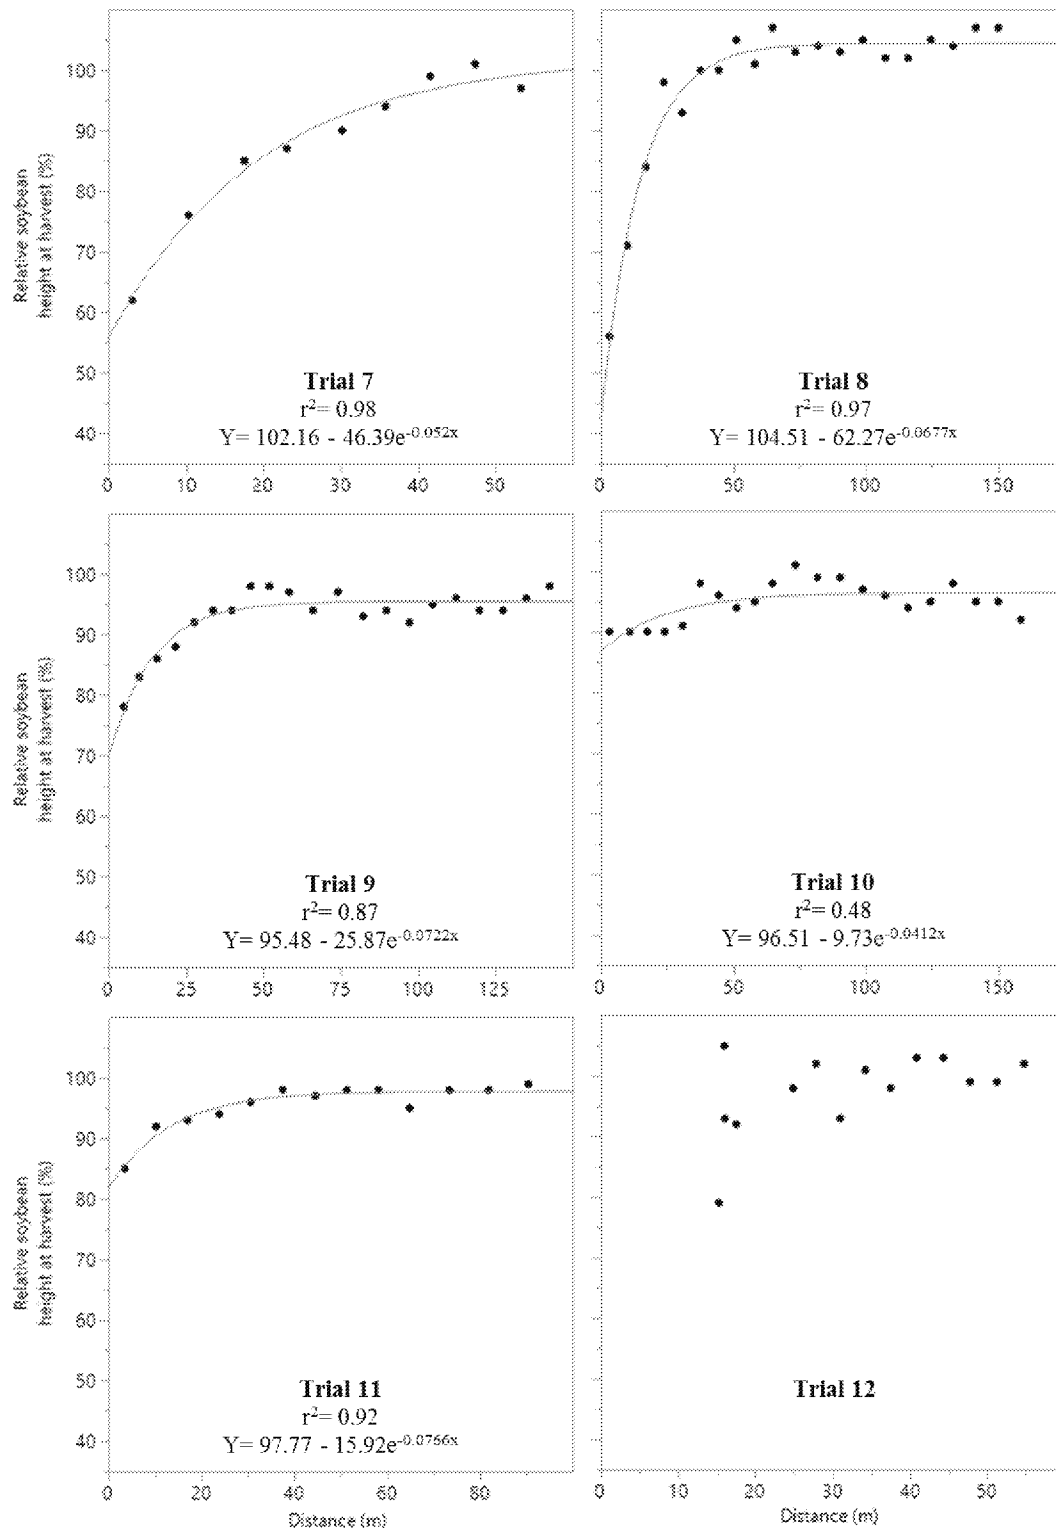 Relative soybean
height at harvest (%)
100
90
80
70
60
50
40
Trial 7
r²= 0.98
Y= 102.16 - 46.39e^-0.052x
0 10 20 30 40 50
Trial 8
r²= 0.97
Y= 104.51 - 62.27e^-0.0677x
0 50 100 150
Relative soybean
height at harvest (%)
100
90
80
70
60
50
40
Trial 9
r²= 0.87
Y= 95.48 - 25.87e^-0.0722x
0 25 50 75 100 125
Trial 10
r²= 0.48
Y= 96.51 - 9.73e^-0.0412x
0 50 100 150
Relative soybean
height at harvest (%)
100
90
80
70
60
50
40
Trial 11
r²= 0.92
Y= 97.77 - 15.92e^-0.0766x
0 20 40 60 80
Distance (m)
Trial 12
0 10 20 30 40 50
Distance (m)